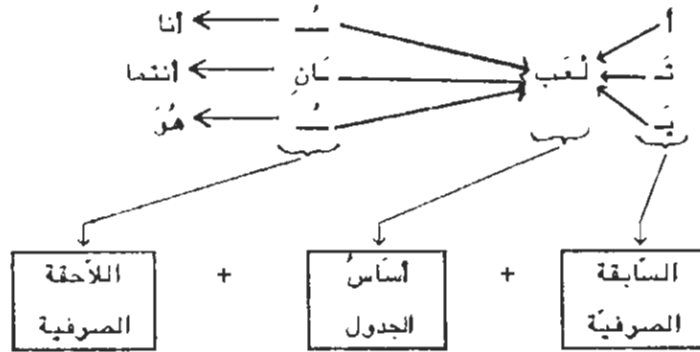 أ ـُ أنا
تَـ لْعَب ـَانِ أنتما
يَـ ـُ هُوَ
السّابقة + أساسُ + اللاّحقة
الصرفيّة الجدول الصرفية